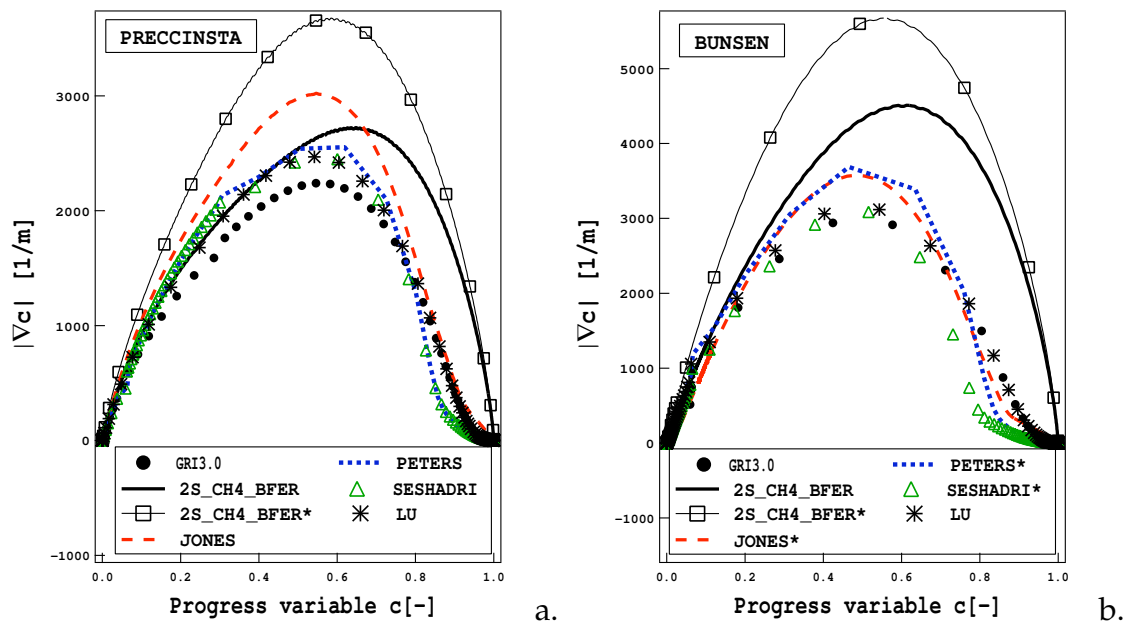 PRECCINSTA
|∇c| [1/m]
3000
2000
1000
0
-1000
GRI3.0
2S_CH4_BFER
2S_CH4_BFER*
JONES
PETERS
SESHADRI
LU
0.0 0.2 0.4 0.6 0.8 1.0
Progress variable c[-]
a.
BUNSEN
|∇c| [1/m]
5000
4000
3000
2000
1000
0
-1000
GRI3.0
2S_CH4_BFER
2S_CH4_BFER*
JONES*
PETERS*
SESHADRI*
LU
0.0 0.2 0.4 0.6 0.8 1.0
Progress variable c[-]
b.